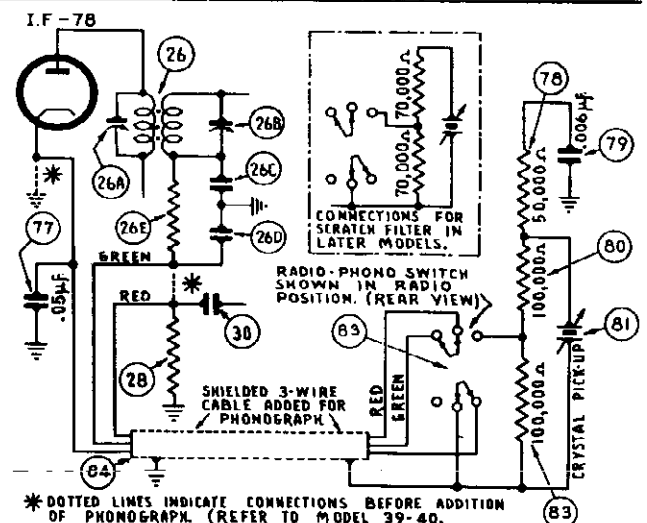 I.F-78
26
78
70,000Ω
70,000Ω
26B
.006µF.
79
26A
26C
50,000Ω
77
26E
26D
CONNECTIONS FOR
SCRATCH FILTER IN
LATER MODELS.
80
GREEN
RADIO-PHONO SWITCH
SHOWN IN RADIO
POSITION. (REAR VIEW)
100,000Ω
81
.05µF.
RED
30
83
28
RED
GREEN
100,000Ω
CRYSTAL PICK-UP
SHIELDED 3-WIRE
CABLE ADDED FOR
PHONOGRAPH
84
83
* DOTTED LINES INDICATE CONNECTIONS BEFORE ADDITION
OF PHONOGRAPH. (REFER TO MODEL 39-40.